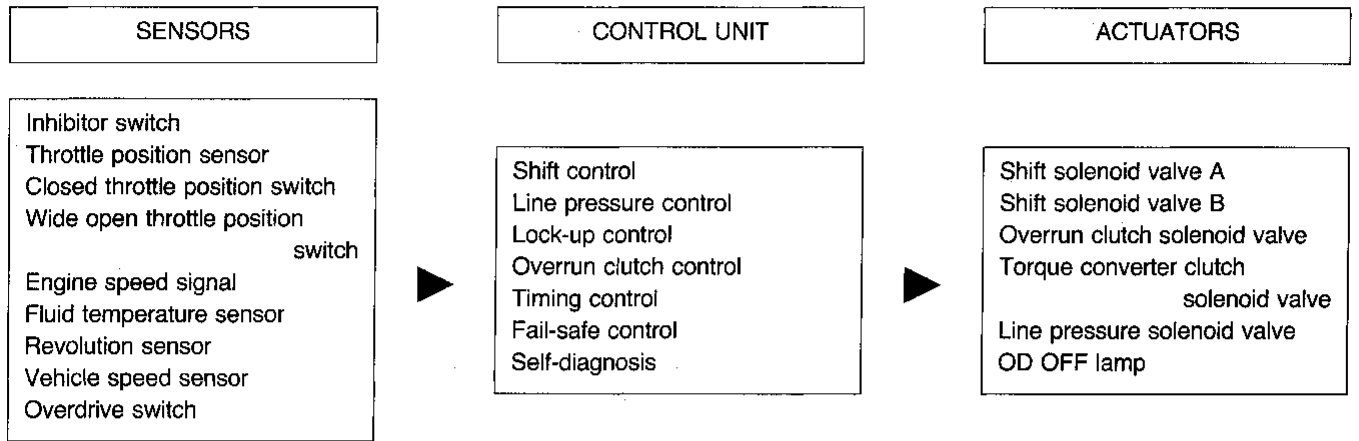 SENSORS
CONTROL UNIT
ACTUATORS
Inhibitor switch
Throttle position sensor
Closed throttle position switch
Wide open throttle position
switch
Engine speed signal
Fluid temperature sensor
Revolution sensor
Vehicle speed sensor
Overdrive switch
Shift control
Line pressure control
Lock-up control
Overrun clutch control
Timing control
Fail-safe control
Self-diagnosis
Shift solenoid valve A
Shift solenoid valve B
Overrun clutch solenoid valve
Torque converter clutch
solenoid valve
Line pressure solenoid valve
OD OFF lamp